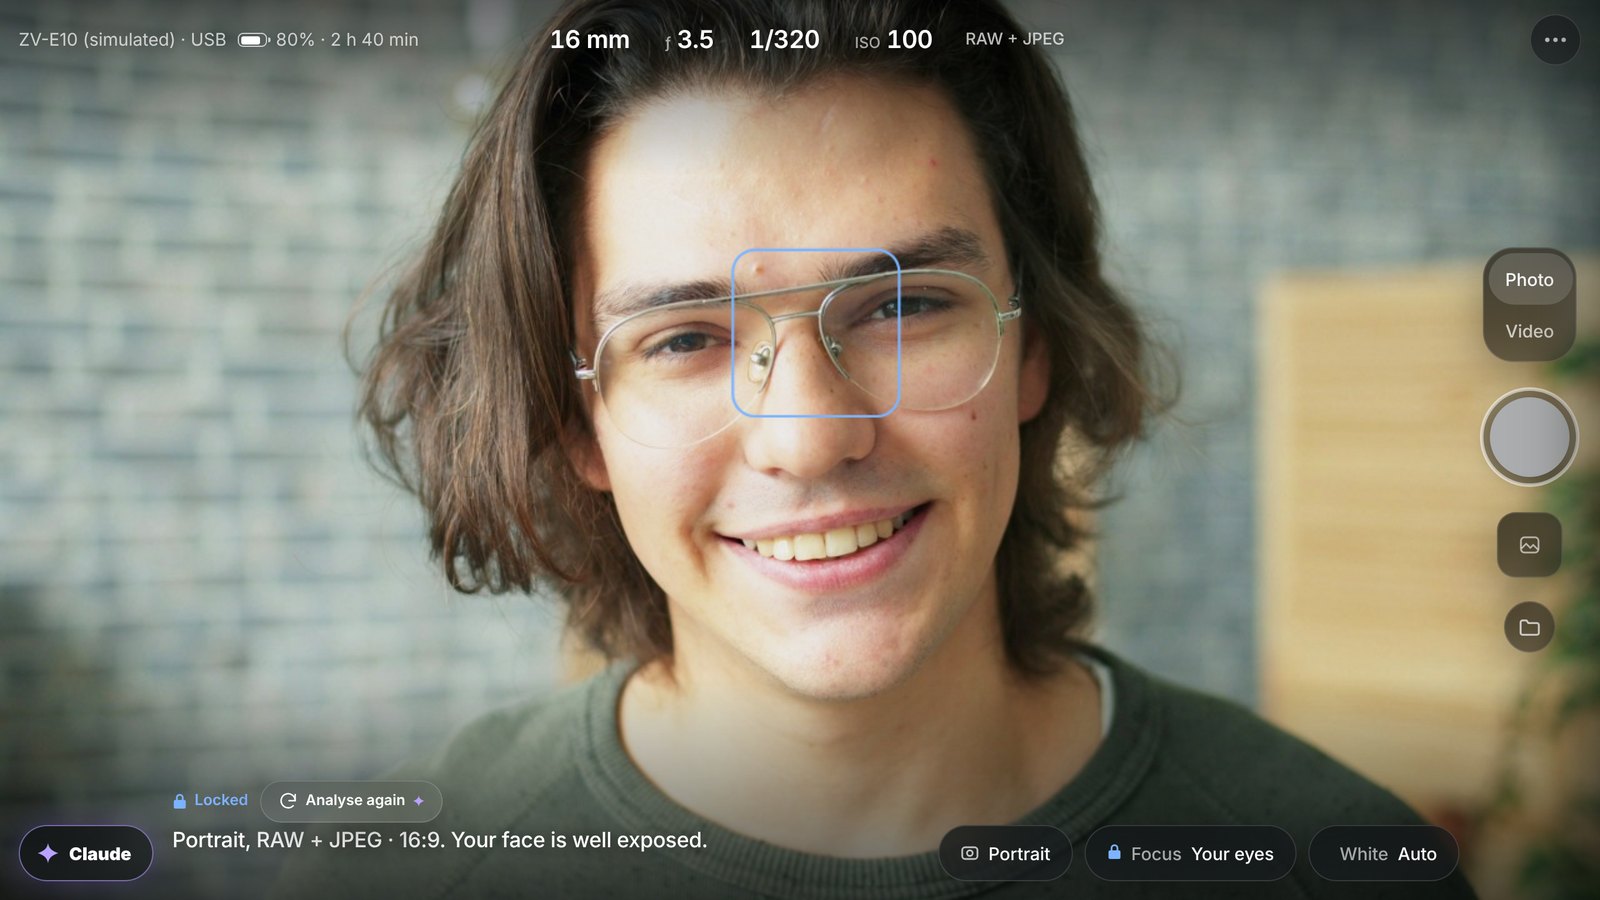 ZV-E10 (simulated) · USB 80% · 2 h 40 min
16 mm f 3.5 1/320 ISO 100 RAW + JPEG
Photo
Video
Locked
Analyse again
Portrait, RAW + JPEG · 16:9. Your face is well exposed.
Claude
Portrait
Focus Your eyes
White Auto